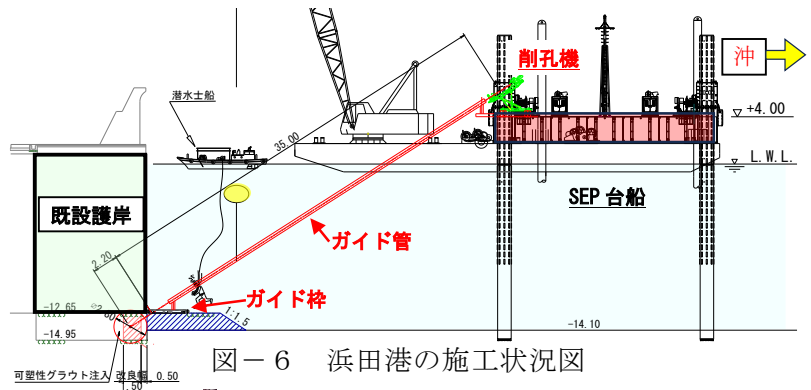 削孔機
沖
潜水士船
+4.00
35.00
L.W.L.
既設護岸
SEP 台船
ガイド管
2.20
ガイド枠
-12.65
1:1.5
-14.95
-14.10
図－6 浜田港の施工状況図
可塑性グラウト注入 改良幅 0.50
.50